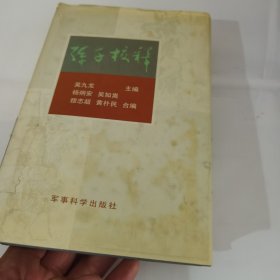 孙子校释
吴九龙 主编
杨炳安 吴如嵩
穆志超 黄朴民 合编
军事科学出版社